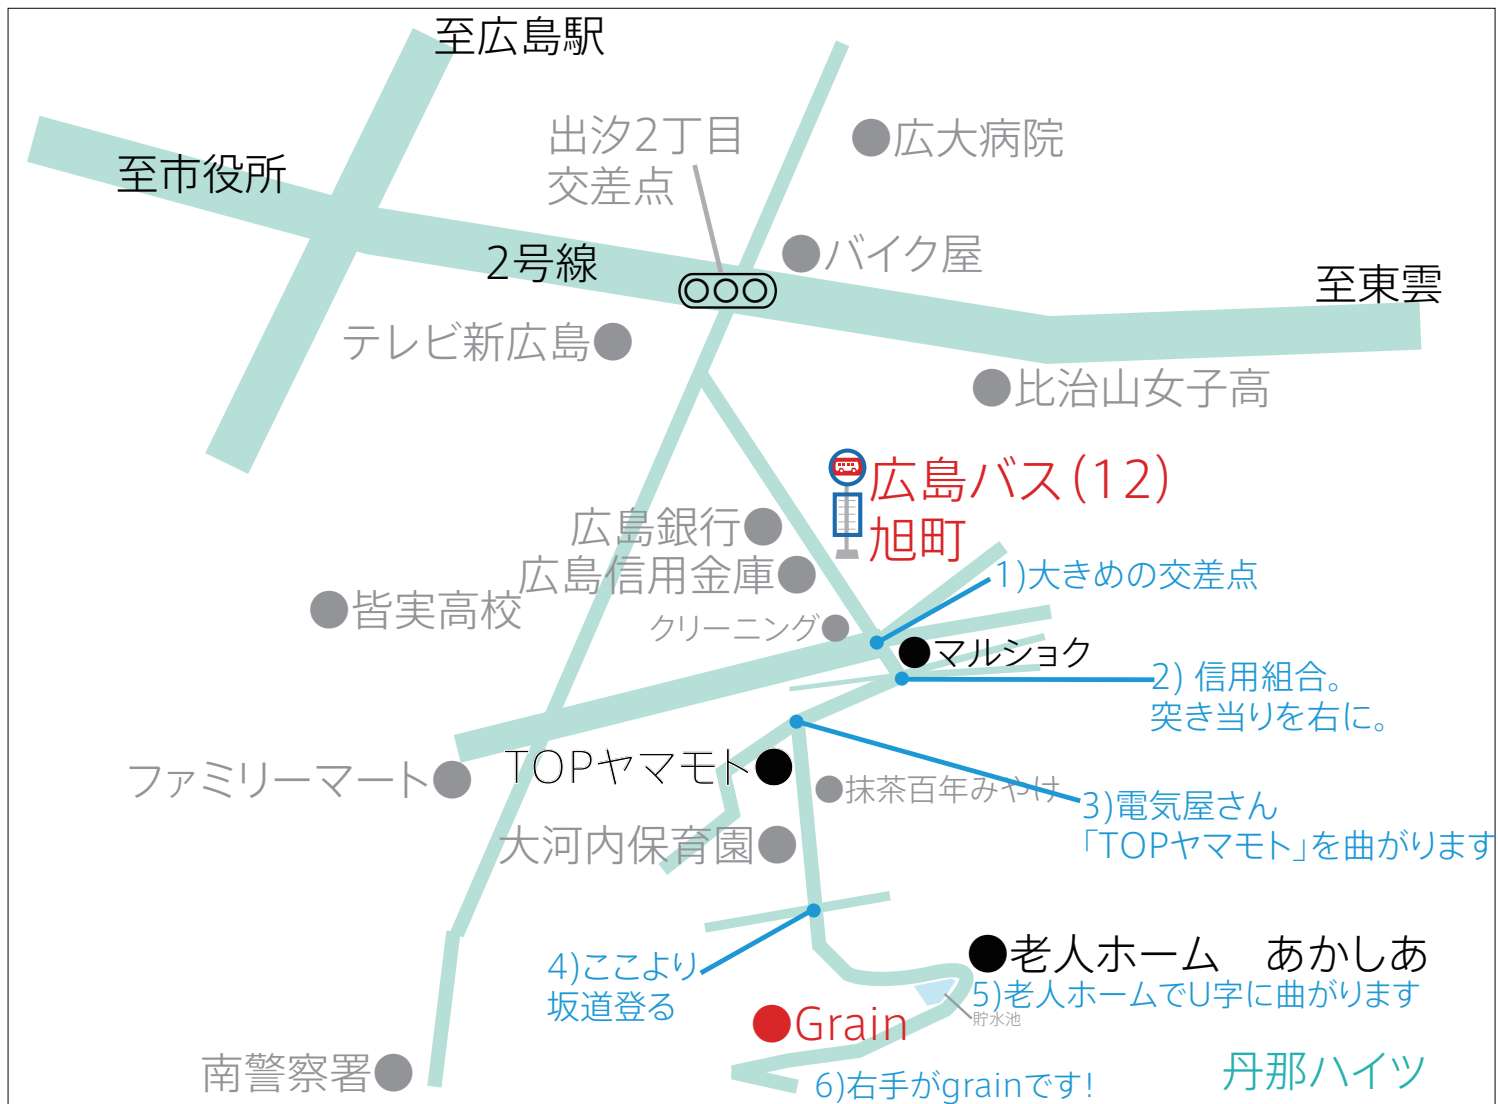 至広島駅
出汐2丁目
交差点
広大病院
至市役所
2号線
バイク屋
至東雲
テレビ新広島
比治山女子高
広島バス(12)
旭町
広島銀行
広島信用金庫
1)大きめの交差点
皆実高校
クリーニング
マルショク
2) 信用組合。
突き当りを右に。
TOPヤマモト
ファミリーマート
抹茶百年みやけ
3)電気屋さん
「TOPヤマモト」を曲がります
大河内保育園
4)ここより
坂道登る
老人ホーム　あかしあ
5)老人ホームでU字に曲がります
貯水池
Grain
南警察署
6)右手がgrainです!
丹那ハイツ